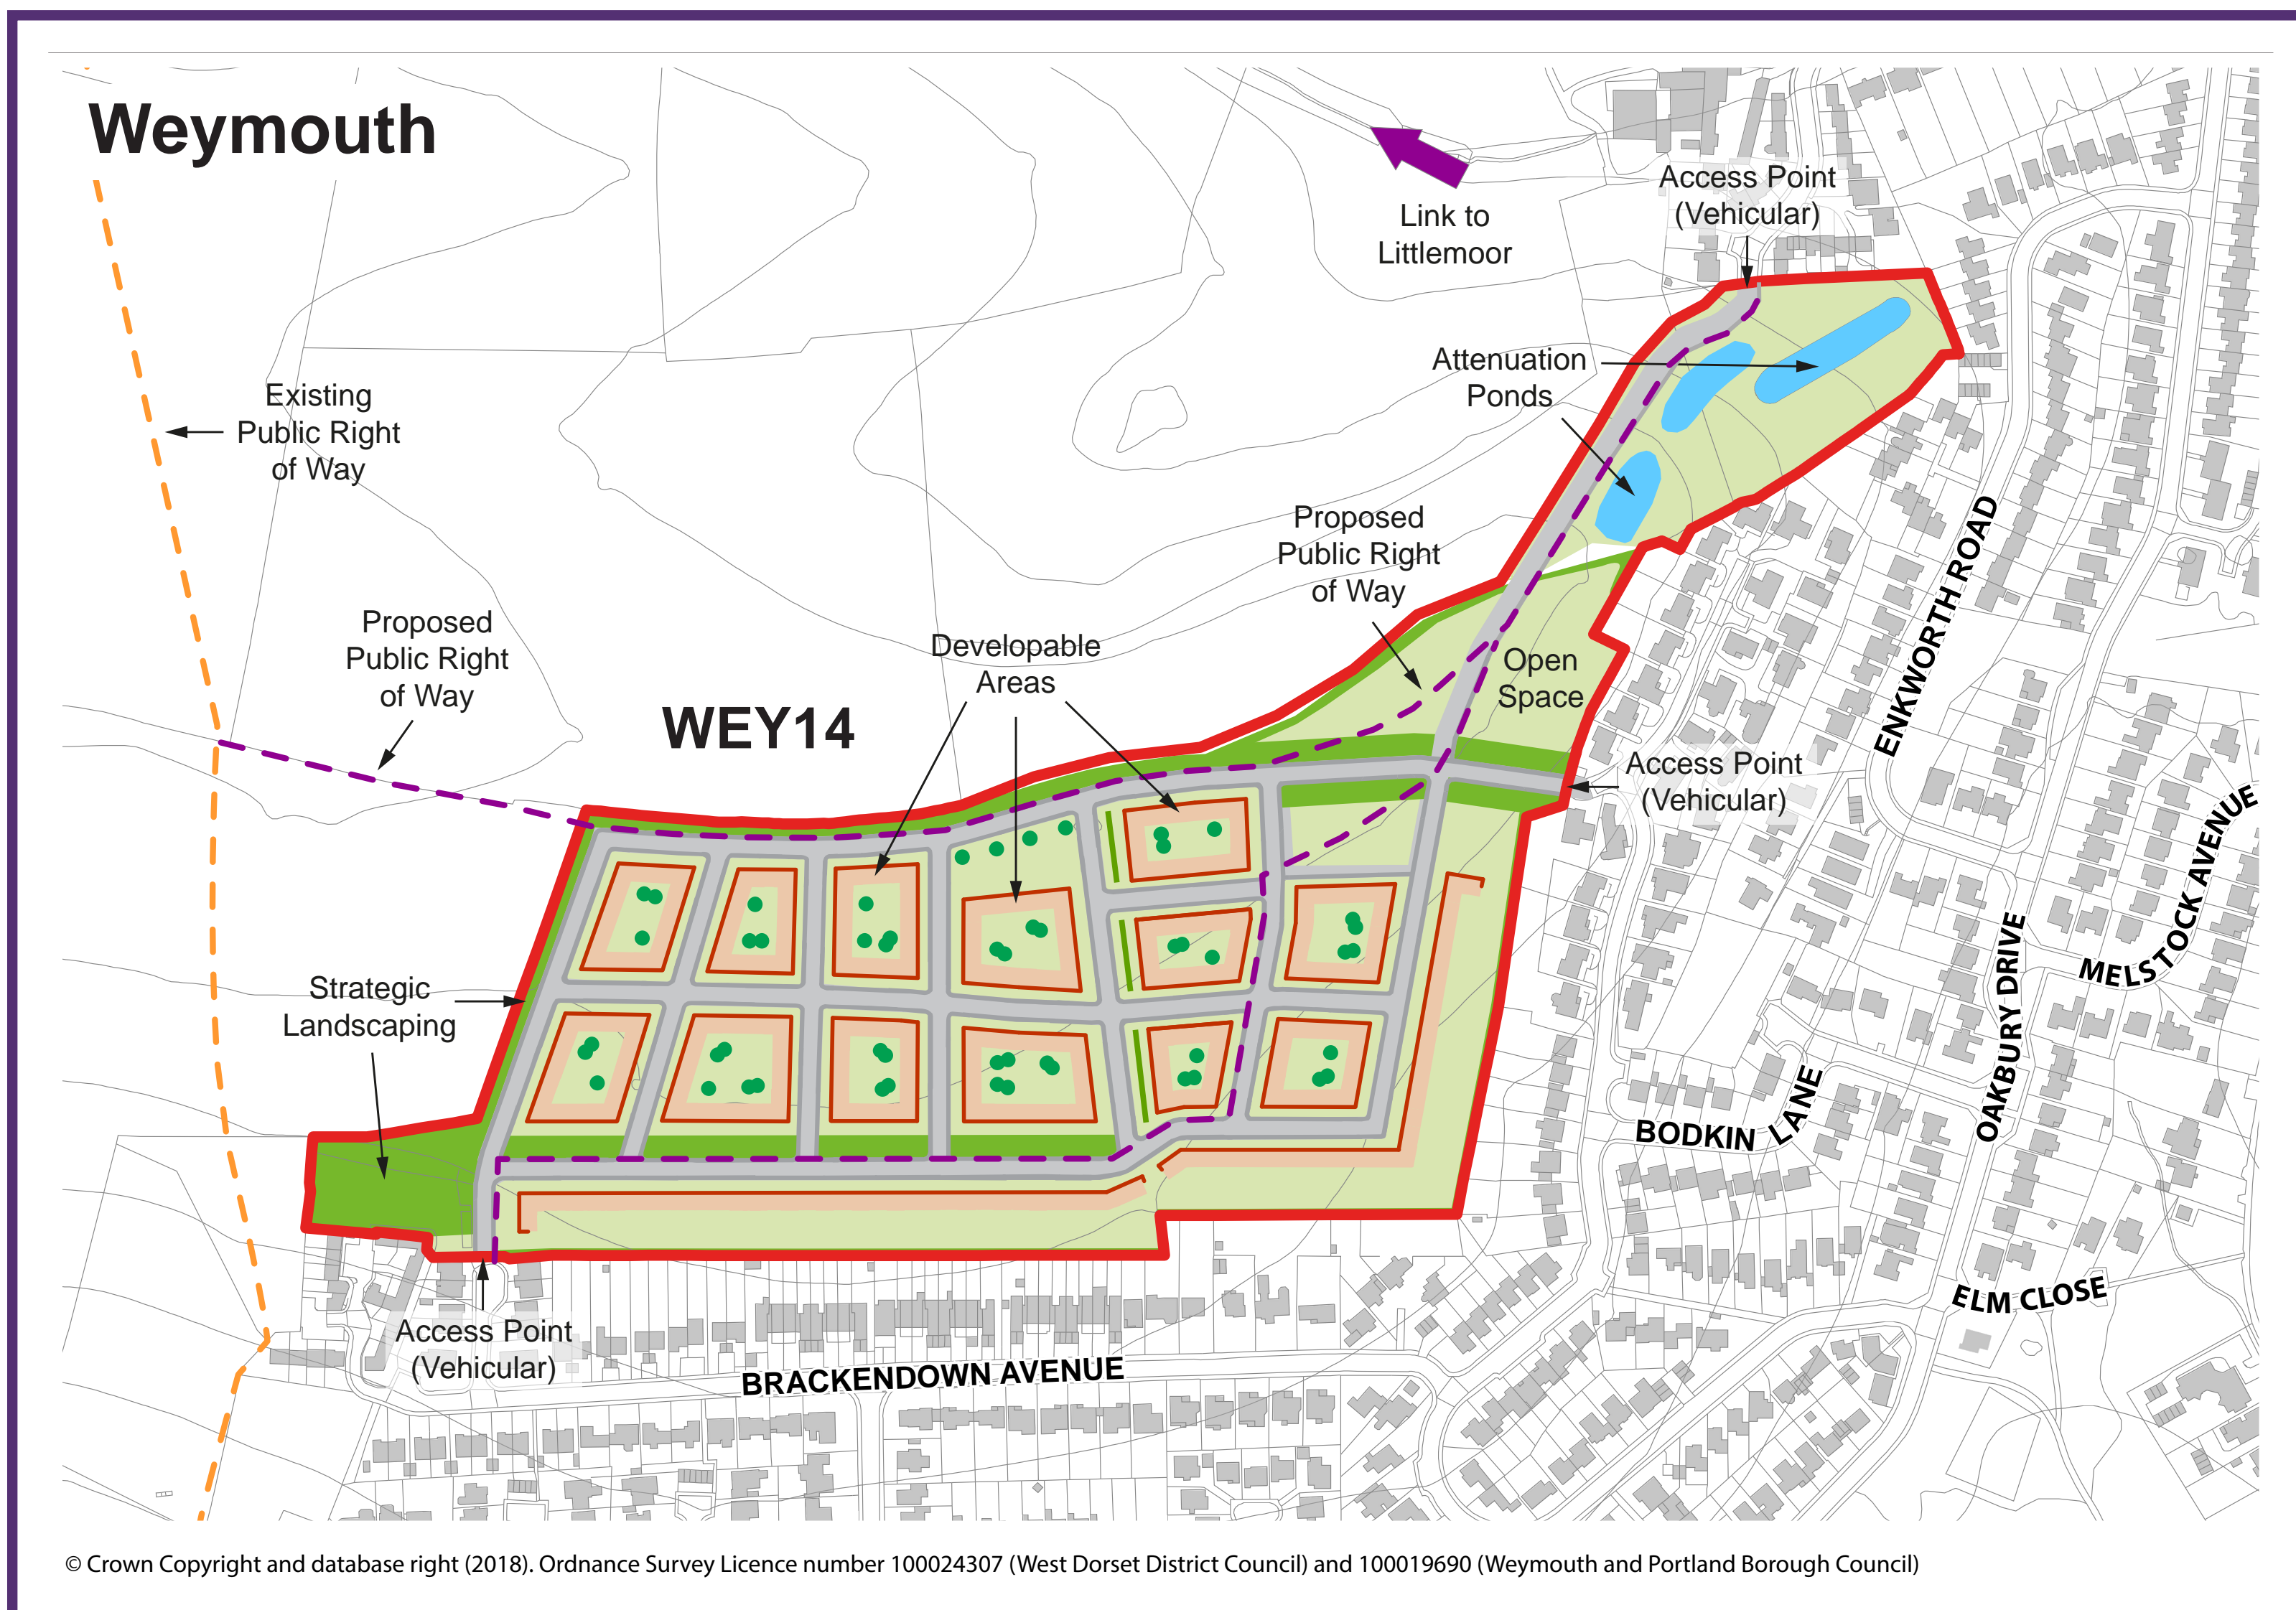 Weymouth
Access Point
(Vehicular)
Link to
Littlemoor
Attenuation
Ponds
Existing
Public Right
of Way
Proposed
Public Right
of Way
ENKWORTH ROAD
Proposed
Public Right
of Way
Developable
Areas
Open
Space
WEY14
Access Point
(Vehicular)
MELSTOCK AVENUE
OAKBURY DRIVE
Strategic
Landscaping
BODKIN LANE
ELM CLOSE
Access Point
(Vehicular)
BRACKENDOWN AVENUE
© Crown Copyright and database right (2018). Ordnance Survey Licence number 100024307 (West Dorset District Council) and 100019690 (Weymouth and Portland Borough Council)